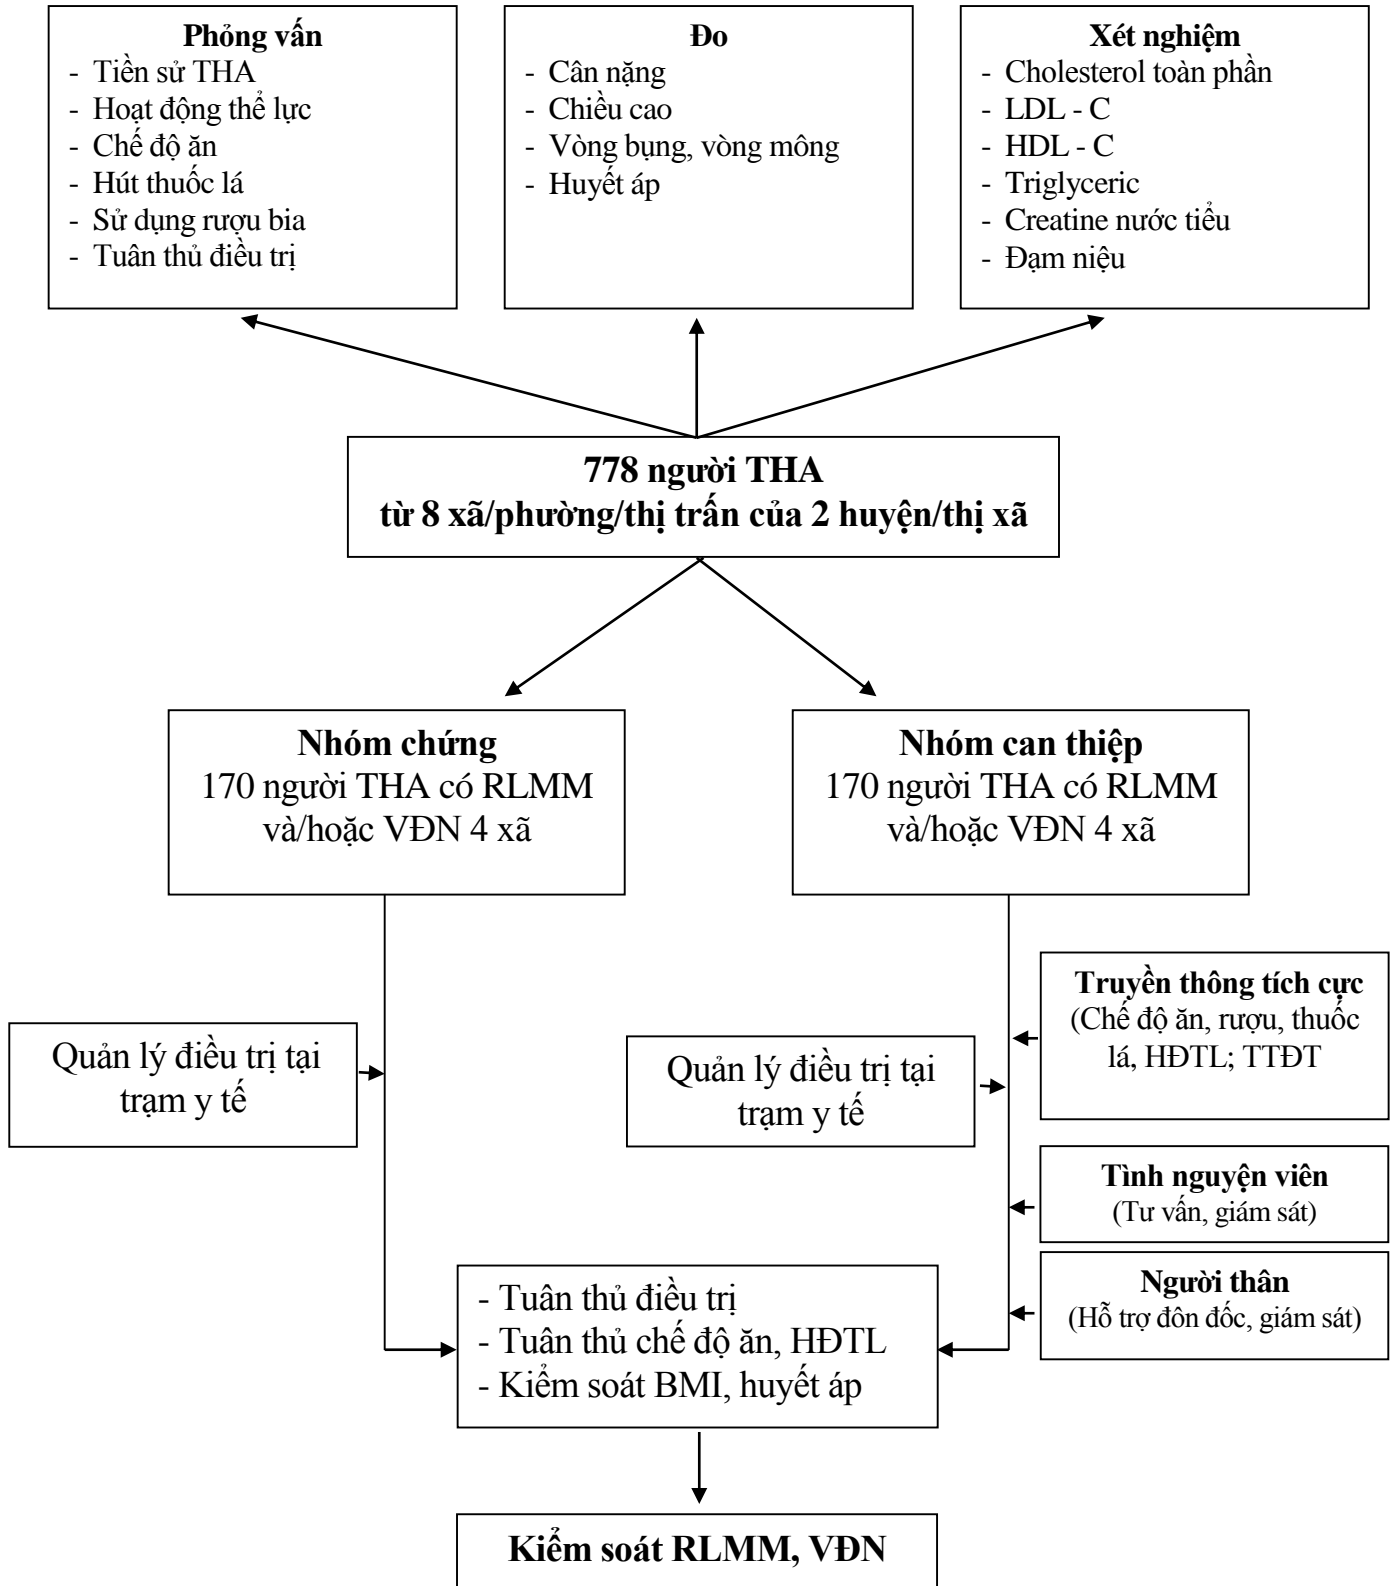 Phỏng vấn
- Tiền sử THA
- Hoạt động thể lực
- Chế độ ăn
- Hút thuốc lá
- Sử dụng rượu bia
- Tuân thủ điều trị
Đo
- Cân nặng
- Chiều cao
- Vòng bụng, vòng mông
- Huyết áp
Xét nghiệm
- Cholesterol toàn phần
- LDL - C
- HDL - C
- Triglyceric
- Creatine nước tiểu
- Đạm niệu
778 người THA
từ 8 xã/phường/thị trấn của 2 huyện/thị xã
Nhóm chứng
170 người THA có RLMM
và/hoặc VĐN 4 xã
Nhóm can thiệp
170 người THA có RLMM
và/hoặc VĐN 4 xã
Quản lý điều trị tại
trạm y tế
Quản lý điều trị tại
trạm y tế
Truyền thông tích cực
(Chế độ ăn, rượu, thuốc
lá, HĐTL; TTĐT
Tình nguyện viên
(Tư vấn, giám sát)
Người thân
(Hỗ trợ đôn đốc, giám sát)
- Tuân thủ điều trị
- Tuân thủ chế độ ăn, HĐTL
- Kiểm soát BMI, huyết áp
Kiểm soát RLMM, VĐN